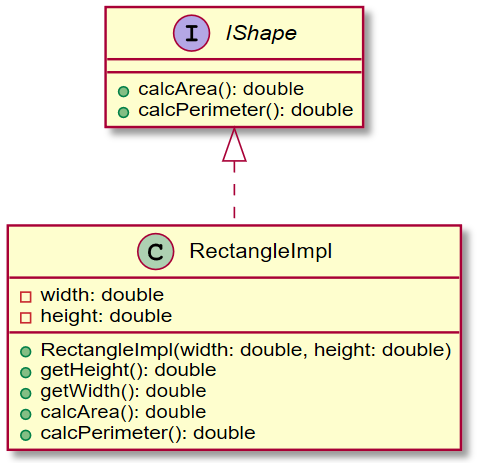 I IShape
calcArea(): double
calcPerimeter(): double
C RectangleImpl
width: double
height: double
RectangleImpl(width: double, height: double)
getHeight(): double
getWidth(): double
calcArea(): double
calcPerimeter(): double